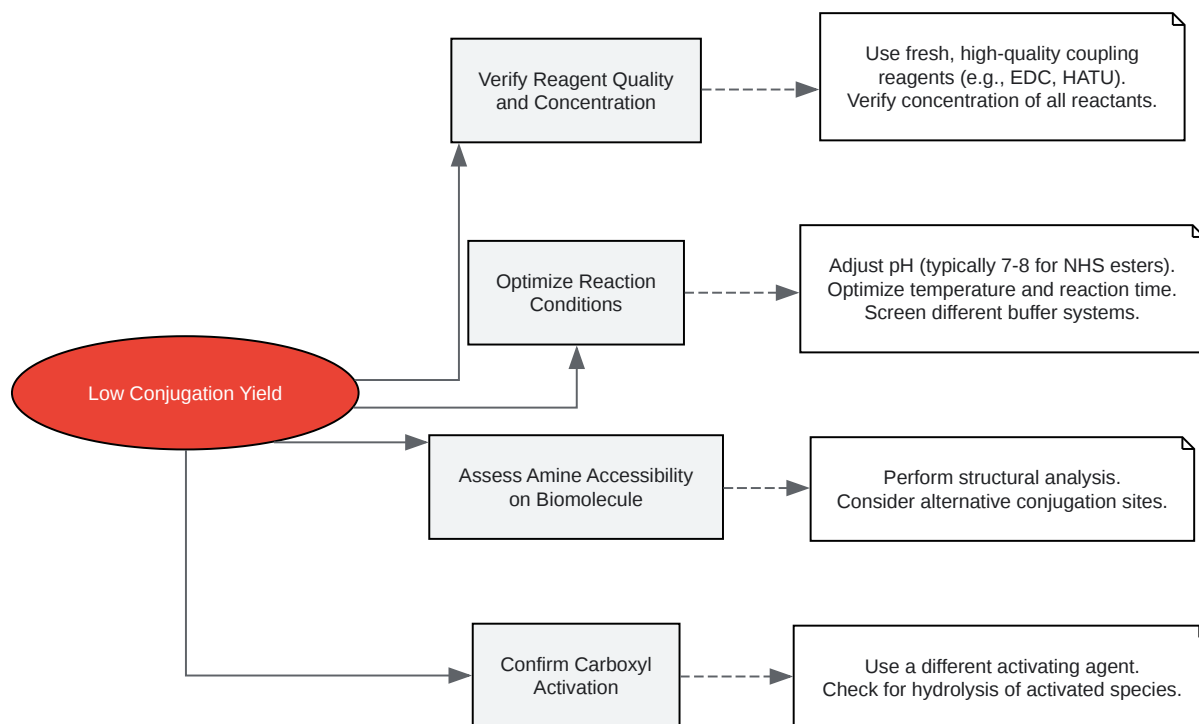 Verify Reagent Quality
and Concentration
Use fresh, high-quality coupling
reagents (e.g., EDC, HATU).
Verify concentration of all reactants.
Optimize Reaction
Conditions
Adjust pH (typically 7-8 for NHS esters).
Optimize temperature and reaction time.
Screen different buffer systems.
Low Conjugation Yield
Assess Amine Accessibility
on Biomolecule
Perform structural analysis.
Consider alternative conjugation sites.
Confirm Carboxyl
Activation
Use a different activating agent.
Check for hydrolysis of activated species.